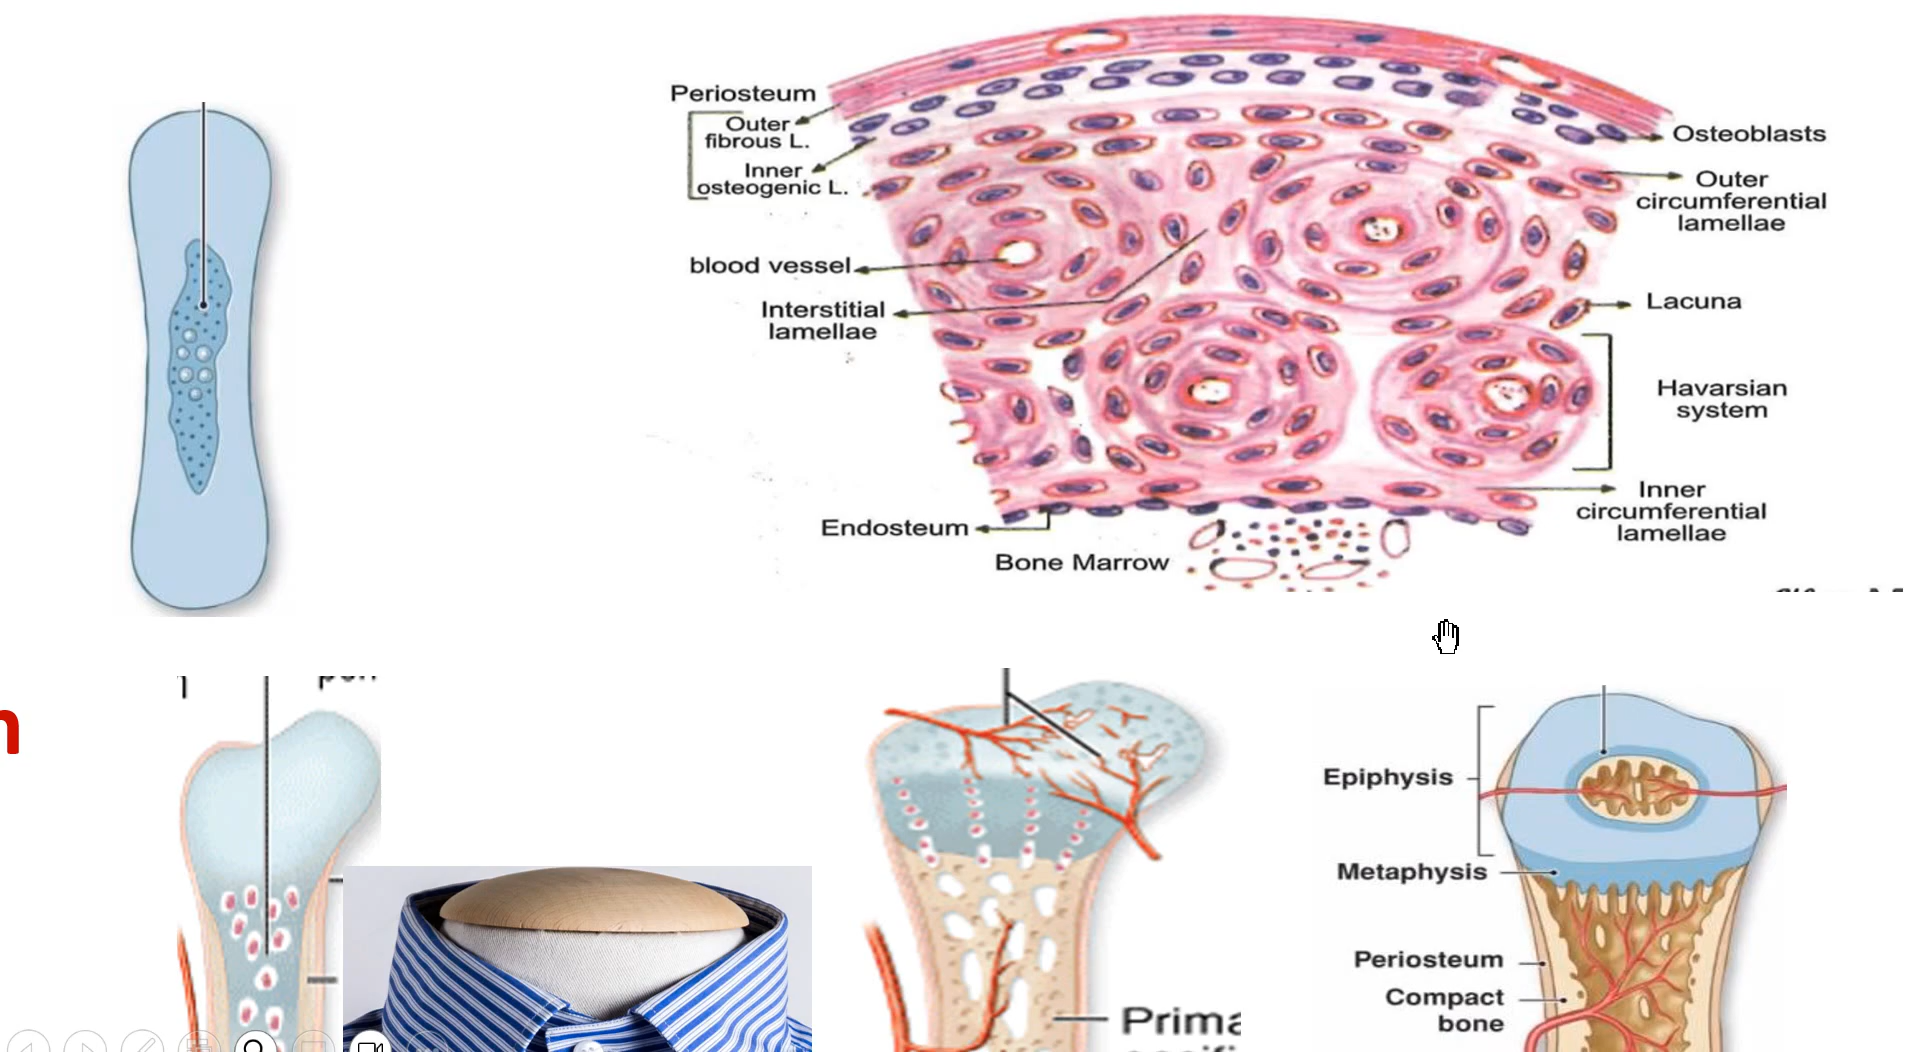 Periosteum
Outer
fibrous L.
Inner
osteogenic L.
blood vessel
Interstitial
lamellae
Endosteum
Bone Marrow
Osteoblasts
Outer
circumferential
lamellae
Lacuna
Havarsian
system
Inner
circumferential
lamellae
n
Prima
Epiphysis
Metaphysis
Periosteum
Compact
bone